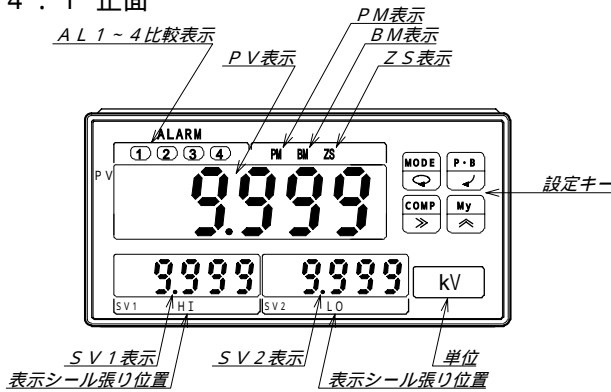 4.1 正面
PM表示
AL1~4比較表示
BM表示
PV表示
ZS表示
ALARM
1 2 3 4 PM BM ZS
PV
9.999
MODE P・B
設定キー
COMP My
9.999 9.999
kV
SV1 HI SV2 LO
SV1表示 SV2表示 単位
表示シール張り位置 表示シール張り位置